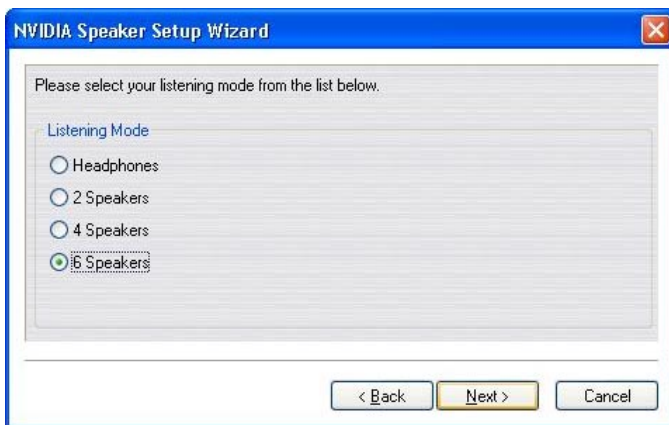 NVIDIA Speaker Setup Wizard
Please select your listening mode from the list below.
Listening Mode
Headphones
2 Speakers
4 Speakers
6 Speakers
< Back Next > Cancel